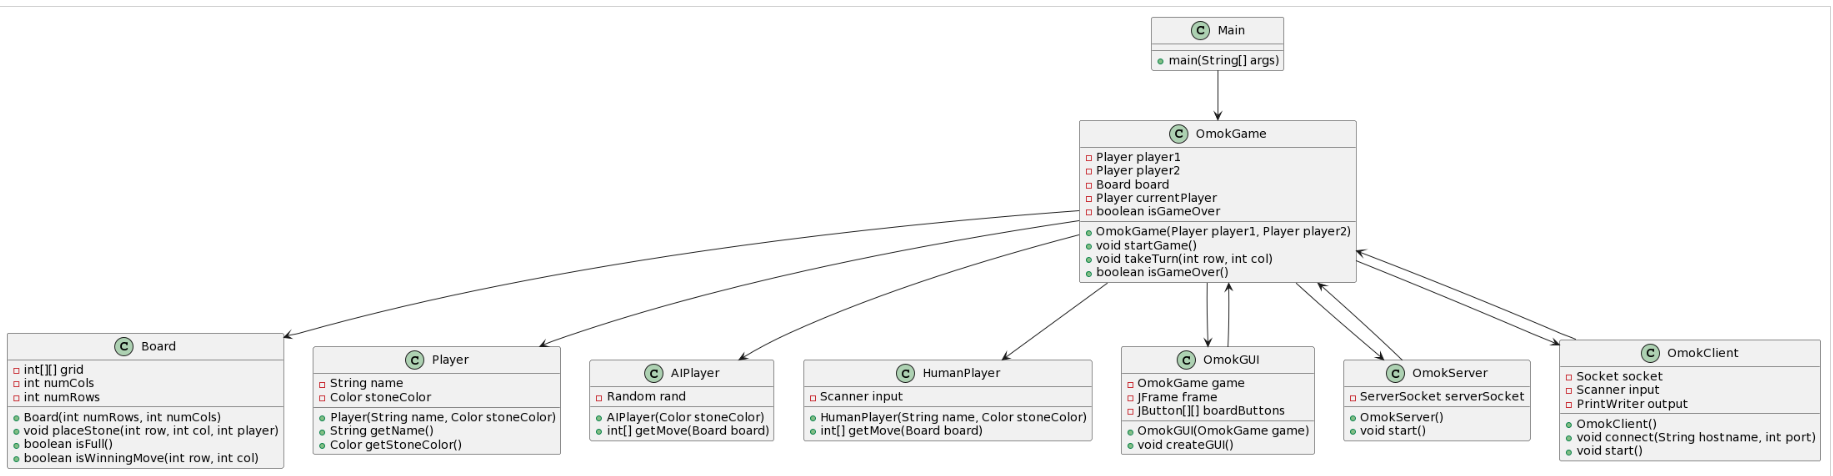 C Main
main(String[] args)
C OmokGame
Player player1
Player player2
Board board
Player currentPlayer
boolean isGameOver
OmokGame(Player player1, Player player2)
void startGame()
void takeTurn(int row, int col)
boolean isGameOver()
C Board
int[][] grid
int numCols
int numRows
Board(int numRows, int numCols)
void placeStone(int row, int col, int player)
boolean isFull()
boolean isWinningMove(int row, int col)
C Player
String name
Color stoneColor
Player(String name, Color stoneColor)
String getName()
Color getStoneColor()
C AIPlayer
Random rand
AIPlayer(Color stoneColor)
int[] getMove(Board board)
C HumanPlayer
Scanner input
HumanPlayer(String name, Color stoneColor)
int[] getMove(Board board)
C OmokGUI
OmokGame game
JFrame frame
JButton[][] boardButtons
OmokGUI(OmokGame game)
void createGUI()
C OmokServer
ServerSocket serverSocket
OmokServer()
void start()
C OmokClient
Socket socket
Scanner input
PrintWriter output
OmokClient()
void connect(String hostname, int port)
void start()